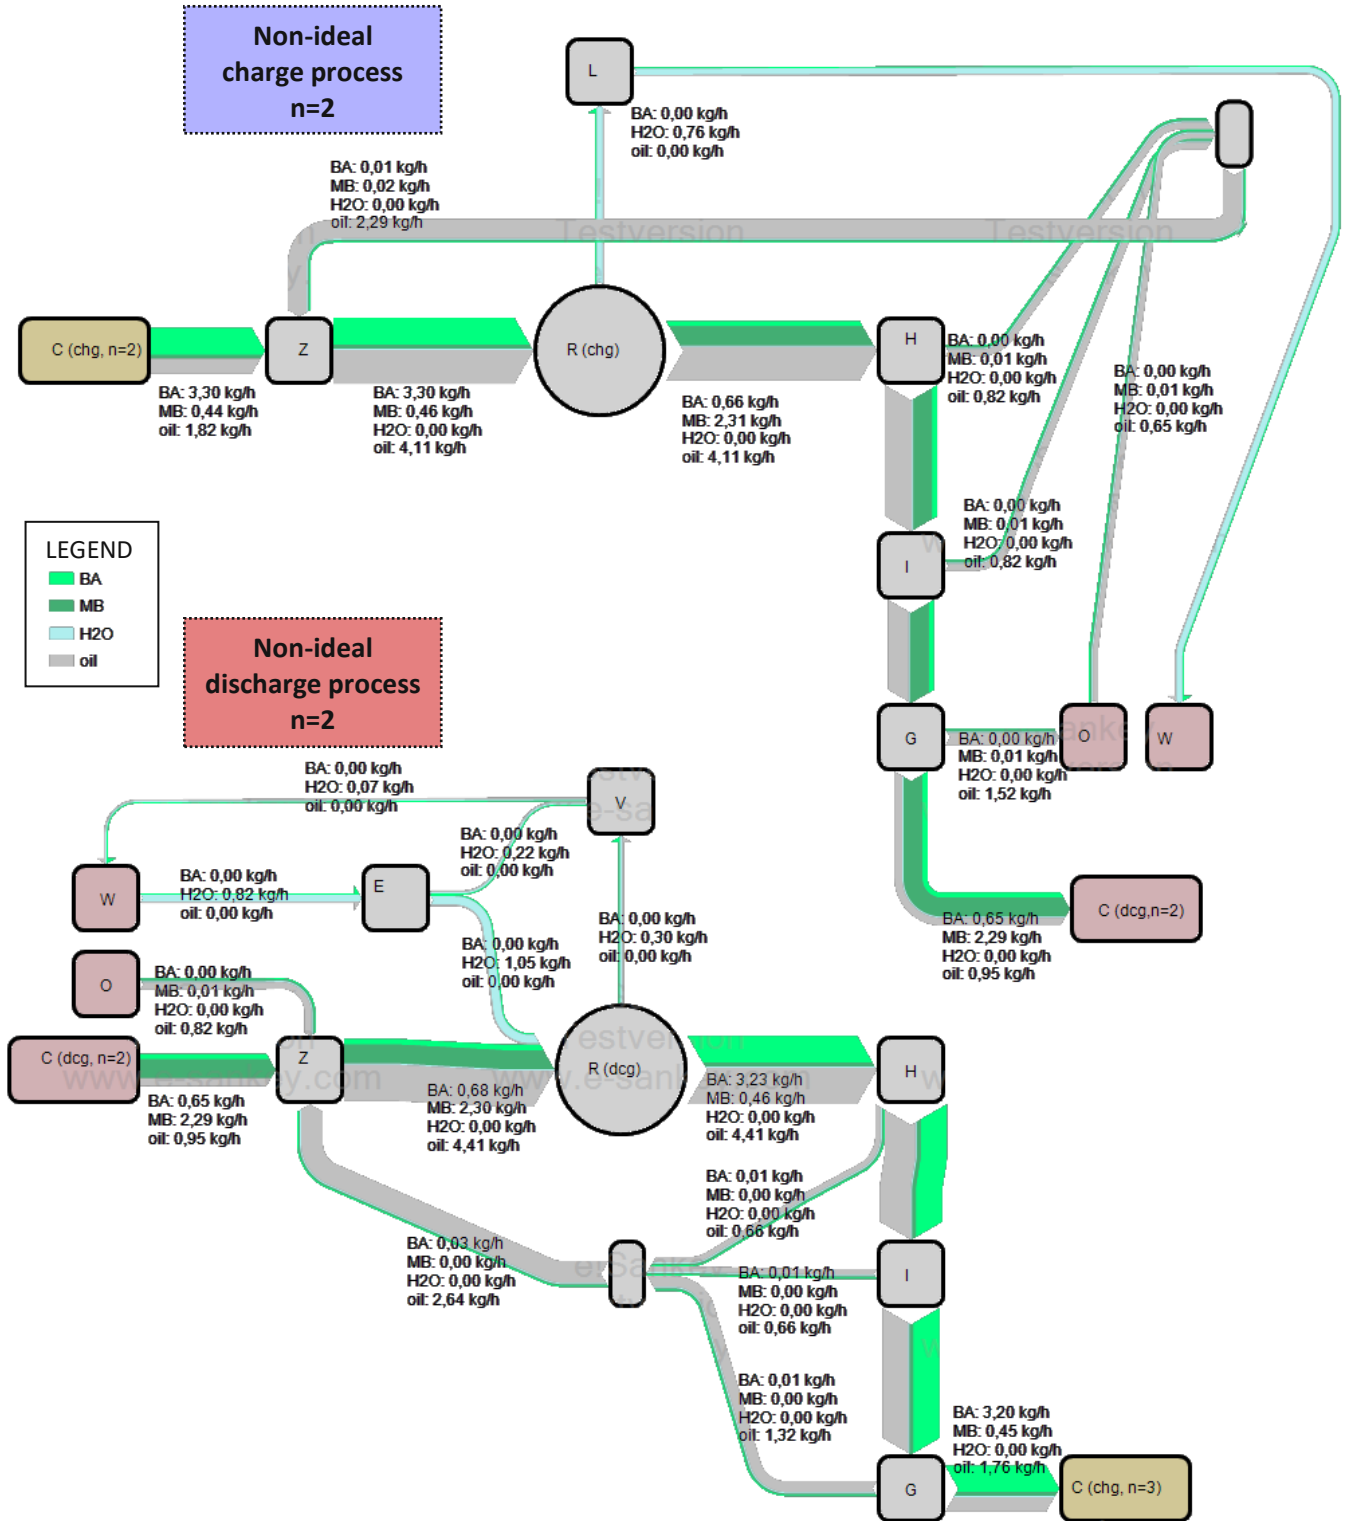 Non-ideal
charge process
n=2
L
BA: 0,00 kg/h
H2O: 0,76 kg/h
oil: 0,00 kg/h
BA: 0,01 kg/h
MB: 0,02 kg/h
H2O: 0,00 kg/h
oil: 2,29 kg/h
Testversion
Testversion
C (chg, n=2)
Z
R (chg)
H
BA: 3,30 kg/h
MB: 0,44 kg/h
oil: 1,82 kg/h
BA: 3,30 kg/h
MB: 0,46 kg/h
H2O: 0,00 kg/h
oil: 4,11 kg/h
BA: 0,66 kg/h
MB: 2,31 kg/h
H2O: 0,00 kg/h
oil: 4,11 kg/h
BA: 0,00 kg/h
MB: 0,01 kg/h
H2O: 0,00 kg/h
oil: 0,82 kg/h
BA: 0,00 kg/h
MB: 0,01 kg/h
H2O: 0,00 kg/h
oil: 0,65 kg/h
BA: 0,00 kg/h
MB: 0,01 kg/h
H2O: 0,00 kg/h
oil: 0,82 kg/h
I
LEGEND
BA
MB
H2O
oil
G
BA: 0,00 kg/h
MB: 0,01 kg/h
H2O: 0,00 kg/h
oil: 1,52 kg/h
O
W
BA: 0,65 kg/h
MB: 2,29 kg/h
H2O: 0,00 kg/h
oil: 0,95 kg/h
C (dcg,n=2)
Non-ideal
discharge process
n=2
BA: 0,00 kg/h
H2O: 0,07 kg/h
oil: 0,00 kg/h
V
BA: 0,00 kg/h
H2O: 0,22 kg/h
oil: 0,00 kg/h
W
BA: 0,00 kg/h
H2O: 0,82 kg/h
oil: 0,00 kg/h
E
BA: 0,00 kg/h
H2O: 1,05 kg/h
oil: 0,00 kg/h
BA: 0,00 kg/h
H2O: 0,30 kg/h
oil: 0,00 kg/h
O
BA: 0,00 kg/h
MB: 0,01 kg/h
H2O: 0,00 kg/h
oil: 0,82 kg/h
C (dcg, n=2)
Z
R (dcg)
H
www.e-sankey.com
www.e-sankey.com
BA: 0,65 kg/h
MB: 2,29 kg/h
oil: 0,95 kg/h
BA: 0,68 kg/h
MB: 2,30 kg/h
H2O: 0,00 kg/h
oil: 4,41 kg/h
BA: 3,23 kg/h
MB: 0,46 kg/h
H2O: 0,00 kg/h
oil: 4,41 kg/h
BA: 0,01 kg/h
MB: 0,00 kg/h
H2O: 0,00 kg/h
oil: 0,66 kg/h
BA: 0,03 kg/h
MB: 0,00 kg/h
H2O: 0,00 kg/h
oil: 2,64 kg/h
BA: 0,01 kg/h
MB: 0,00 kg/h
H2O: 0,00 kg/h
oil: 0,66 kg/h
I
BA: 0,01 kg/h
MB: 0,00 kg/h
H2O: 0,00 kg/h
oil: 1,32 kg/h
BA: 3,20 kg/h
MB: 0,45 kg/h
H2O: 0,00 kg/h
oil: 1,76 kg/h
G
C (chg, n=3)